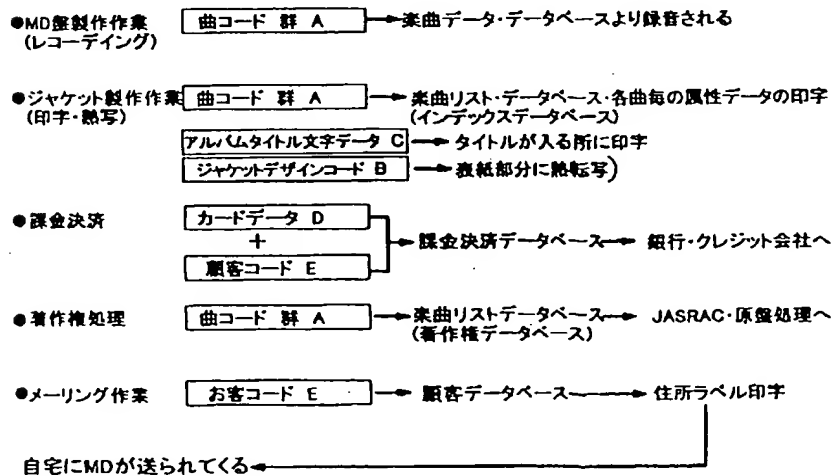 ●MD盤製作作業 曲コード 群 A 楽曲データ・データベースより録音される
(レコーディング)
●ジャケット製作作業 曲コード 群 A 楽曲リスト・データベース・各曲毎の属性データの印字
(印字・熱写) (インデックスデータベース)
アルバムタイトル文字データ C タイトルが入る所に印字
ジャケットデザインコード B 表紙部分に熱転写)
●課金決済 カードデータ D
+ 課金決済データベース 銀行・クレジット会社へ
顧客コード E
●著作権処理 曲コード 群 A 楽曲リストデータベース JASRAC・原盤処理へ
(著作権データベース)
●メーリング作業 お客コード E 顧客データベース 住所ラベル印字
自宅にMDが送られてくる